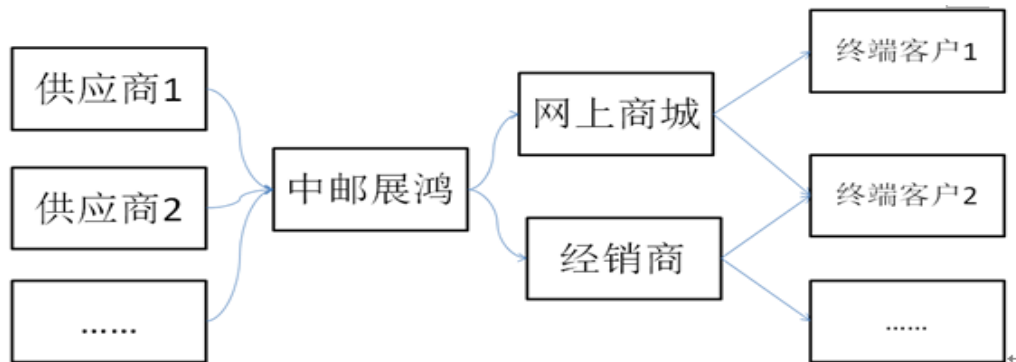 供应商1
供应商2
……
中邮展鸿
网上商城
经销商
终端客户1
终端客户2
……